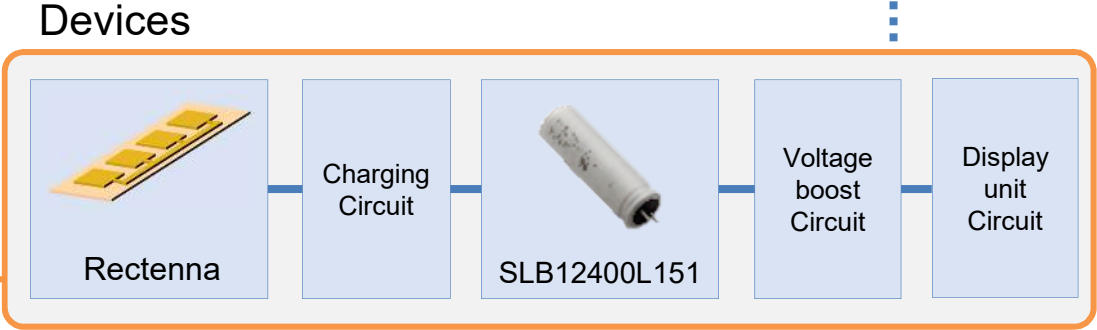 Devices
Rectenna
Charging
Circuit
SLB12400L151
Voltage
boost
Circuit
Display
unit
Circuit